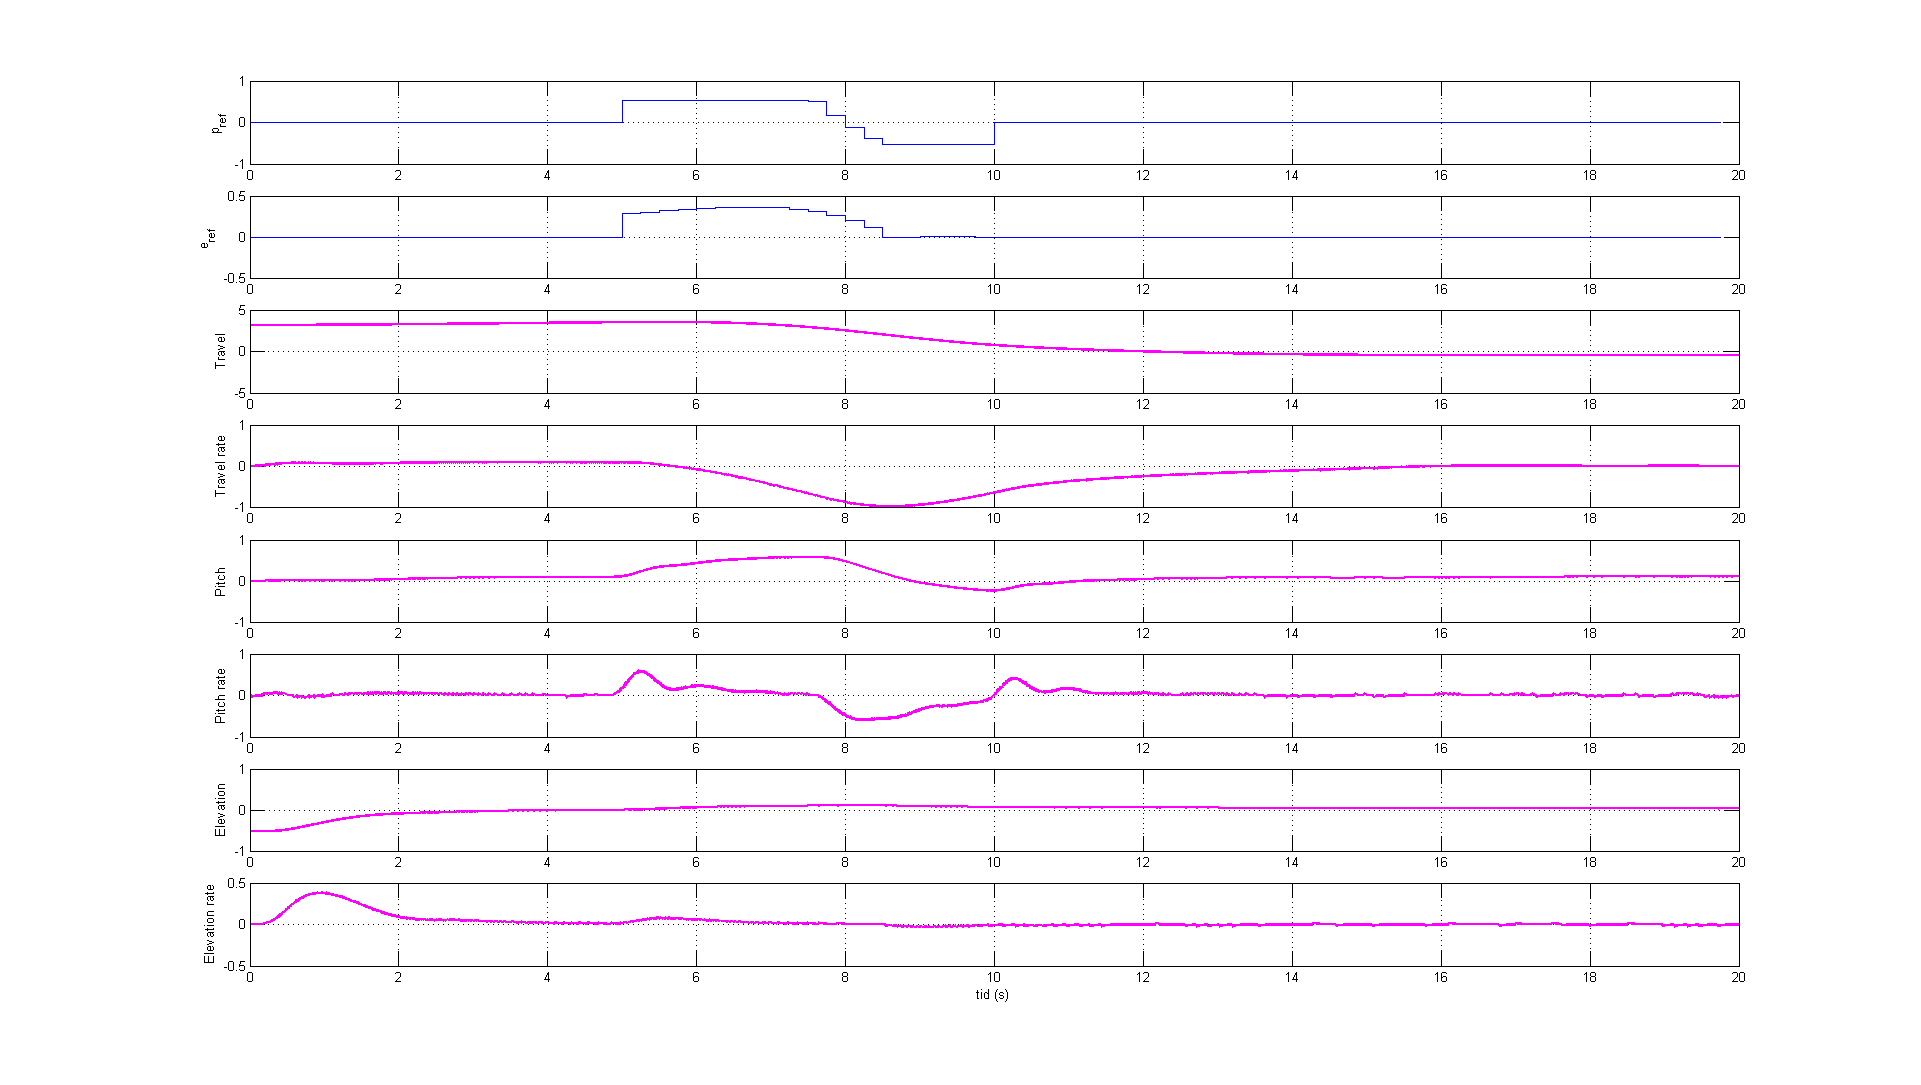 1
p_ref 0
-1
0 2 4 6 8 10 12 14 16 18 20
0.5
e_ref 0
-0.5
0 2 4 6 8 10 12 14 16 18 20
5
Travel 0
-5
0 2 4 6 8 10 12 14 16 18 20
1
Travel rate 0
-1
0 2 4 6 8 10 12 14 16 18 20
1
Pitch 0
-1
0 2 4 6 8 10 12 14 16 18 20
1
Pitch rate 0
-1
0 2 4 6 8 10 12 14 16 18 20
1
Elevation 0
-1
0 2 4 6 8 10 12 14 16 18 20
0.5
Elevation rate 0
-0.5
0 2 4 6 8 10 12 14 16 18 20
tid (s)